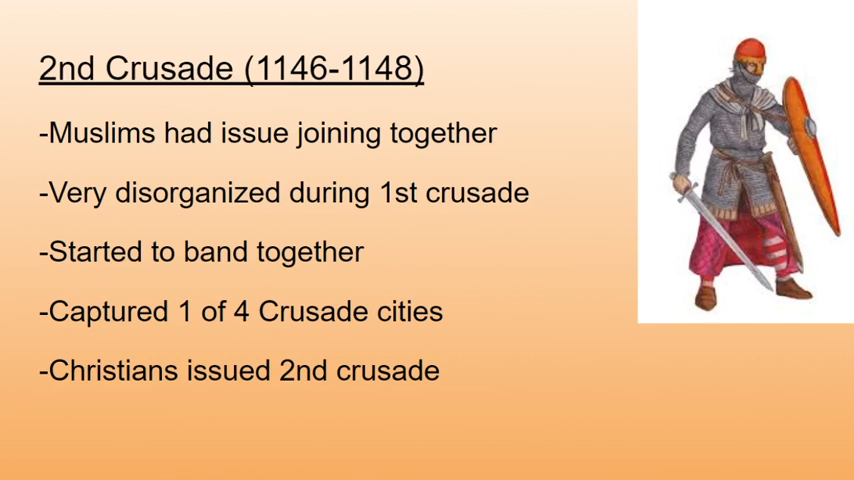 2nd Crusade (1146-1148)
-Muslims had issue joining together
-Very disorganized during 1st crusade
-Started to band together
-Captured 1 of 4 Crusade cities
-Christians issued 2nd crusade